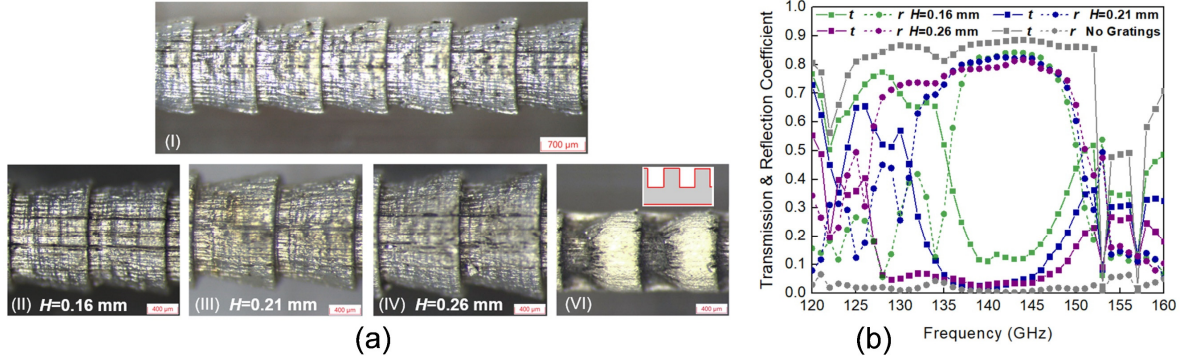 (I)
700 μm
(II)
H=0.16 mm
400 μm
(III)
H=0.21 mm
400 μm
(IV)
H=0.26 mm
400 μm
(VI)
400 μm
(a)
t r H=0.16 mm t r H=0.21 mm
t r H=0.26 mm t r No Gratings
Transmission & Reflection Coefficient
1.0
0.9
0.8
0.7
0.6
0.5
0.4
0.3
0.2
0.1
0.0
120 125 130 135 140 145 150 155 160
Frequency (GHz)
(b)